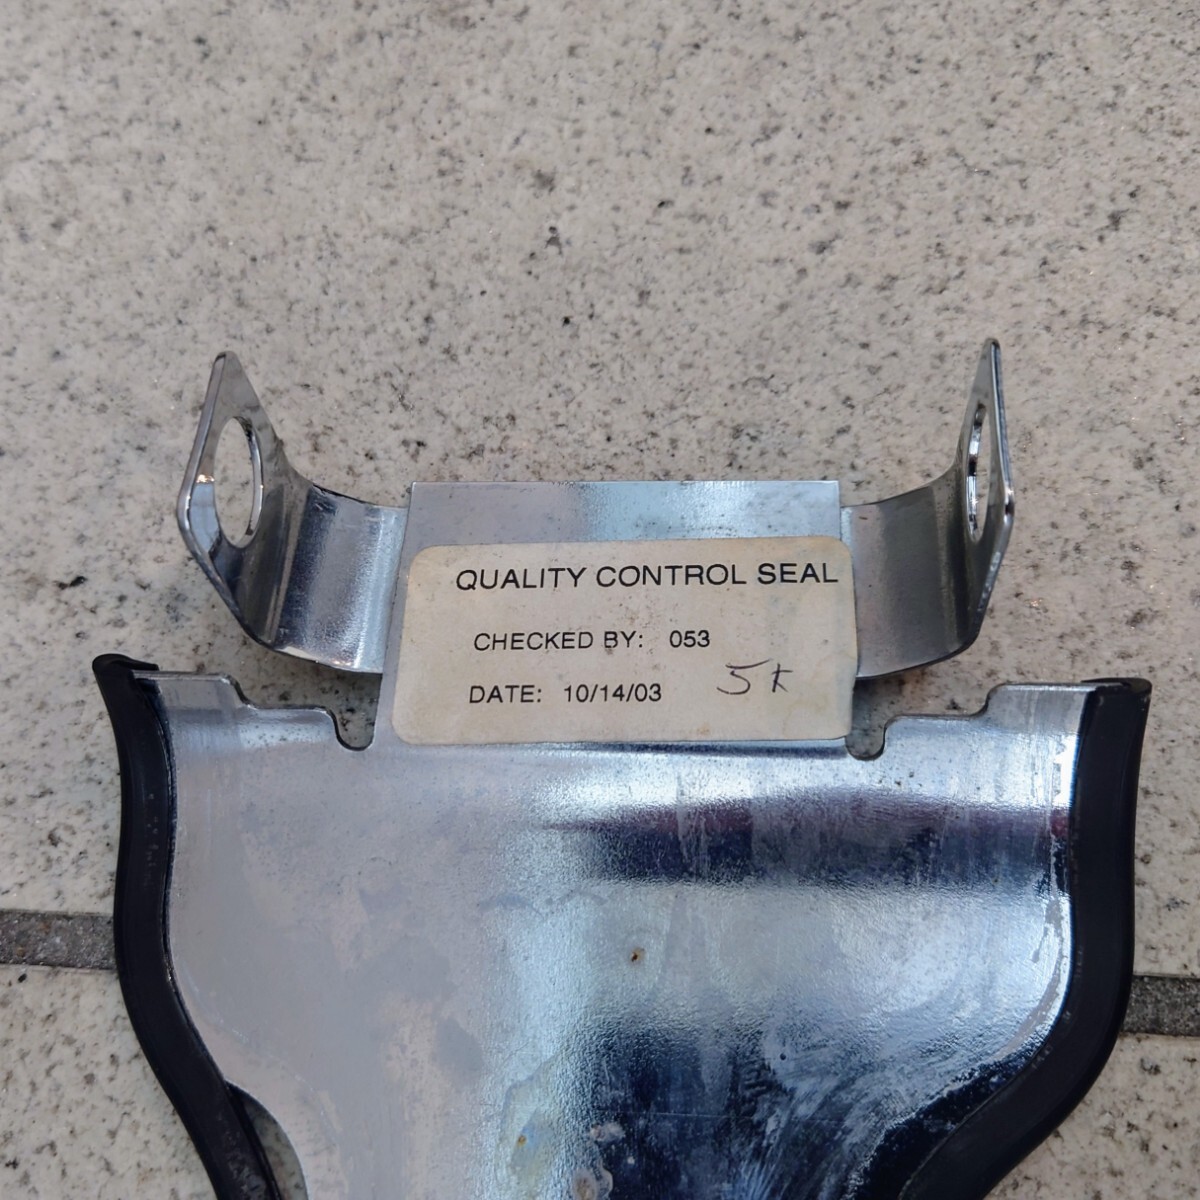 QUALITY CONTROL SEAL
CHECKED BY: 053
DATE: 10/14/03